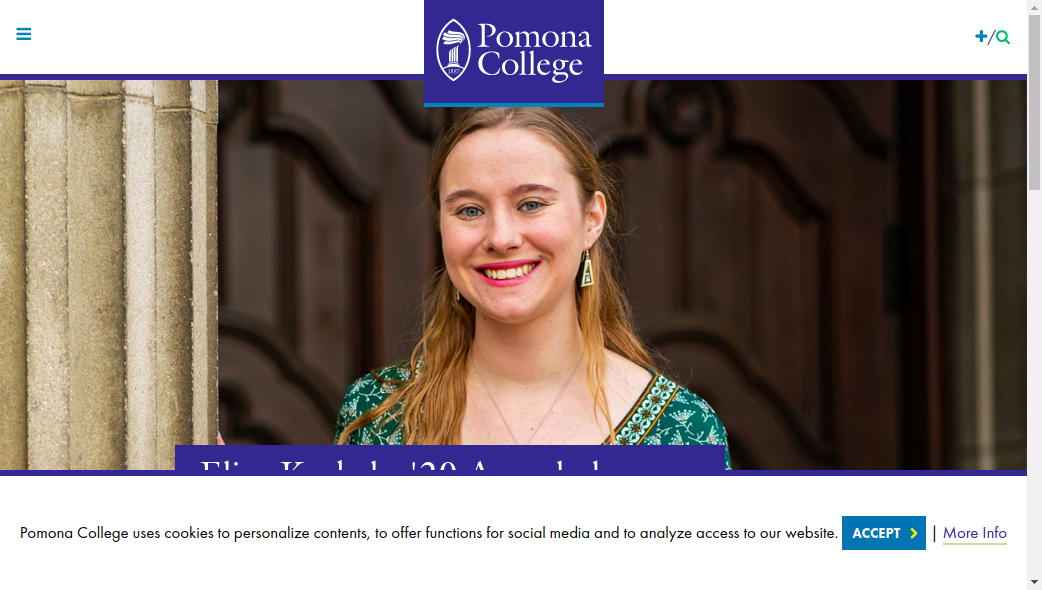 Pomona
College
1887
'20
Pomona College uses cookies to personalize contents, to offer functions for social media and to analyze access to our website. ACCEPT | More Info